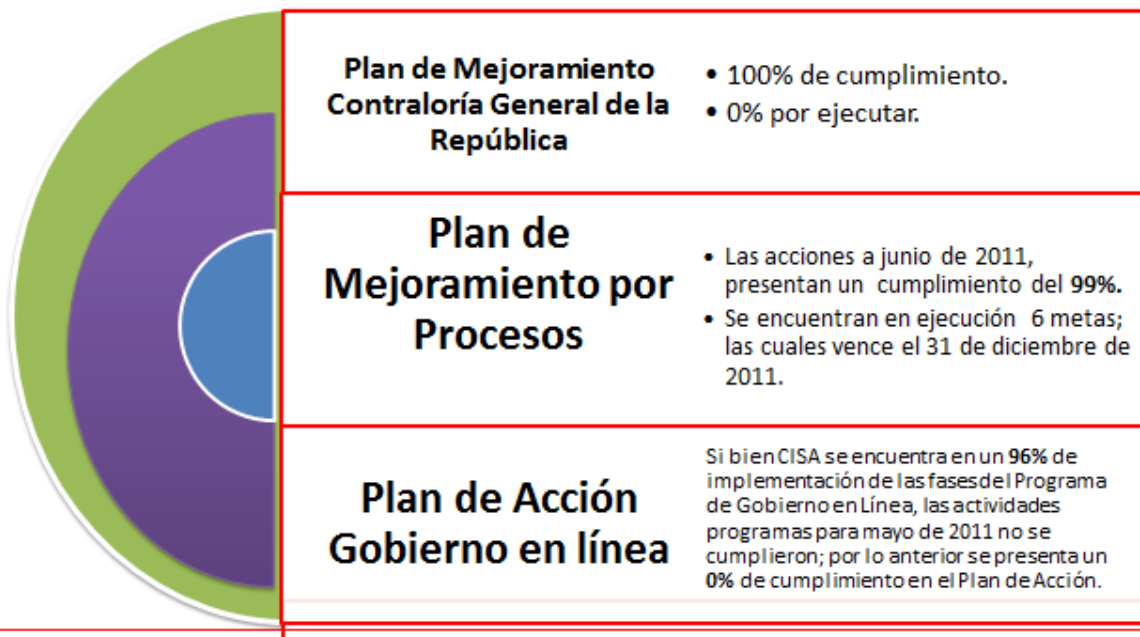 Plan de Mejoramiento
Contraloría General de la
República
• 100% de cumplimiento.
• 0% por ejecutar.
Plan de
Mejoramiento por
Procesos
• Las acciones a junio de 2011,
presentan un cumplimiento del 99%.
• Se encuentran en ejecución 6 metas;
las cuales vence el 31 de diciembre de
2011.
Plan de Acción
Gobierno en línea
Si bien CISA se encuentra en un 96% de
implementación de las fases del Programa
de Gobierno en Línea, las actividades
programas para mayo de 2011 no se
cumplieron; por lo anterior se presenta un
0% de cumplimiento en el Plan de Acción.